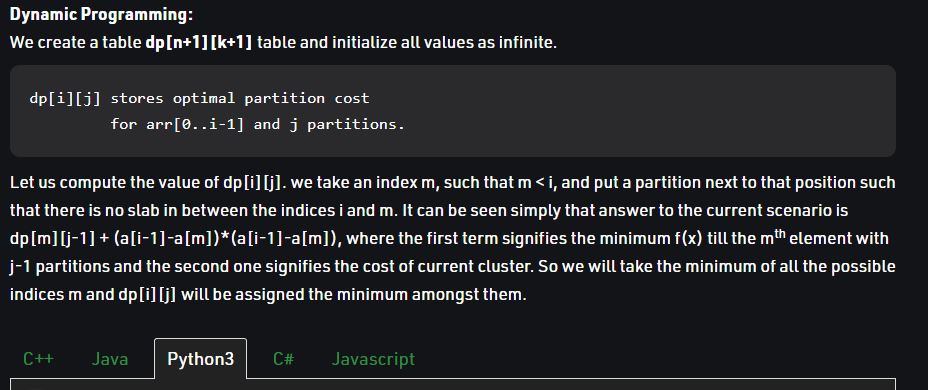 Dynamic Programming:
We create a table dp[n+1][k+1] table and initialize all values as infinite.
dp[i][j] stores optimal partition cost
for arr[0..i-1] and j partitions.
Let us compute the value of dp[i][j]. we take an index m, such that m < i, and put a partition next to that position such
that there is no slab in between the indices i and m. It can be seen simply that answer to the current scenario is
dp[m][j-1] + (a[i-1]-a[m])*(a[i-1]-a[m]), where the first term signifies the minimum f(x) till the mth element with
j-1 partitions and the second one signifies the cost of current cluster. So we will take the minimum of all the possible
indices m and dp[i][j] will be assigned the minimum amongst them.
C++ Java Python3 C# Javascript